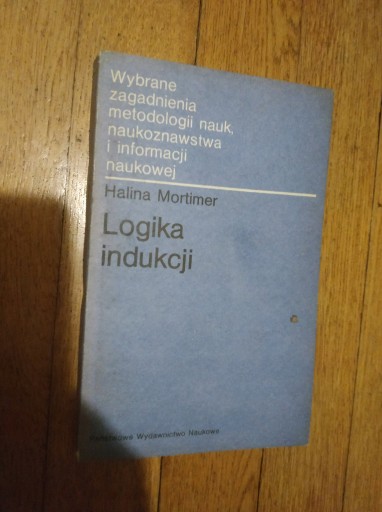 Wybrane
zagadnienia
metodologii nauk,
naukoznawstwa
i informacji
naukowej
Halina Mortimer
Logika
indukcji
Państwowe Wydawnictwo Naukowe